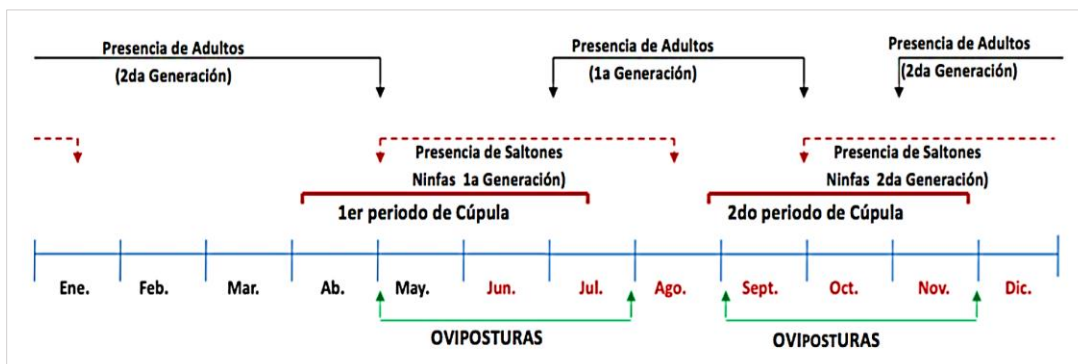 Presencia de Adultos
(2da Generación)
Presencia de Adultos
(1a Generación)
Presencia de Adultos
(2da Generación)
Presencia de Saltones
Ninfas 1a Generación)
Presencia de Saltones
Ninfas 2da Generación)
1er periodo de Cúpula
2do periodo de Cúpula
Ene. Feb. Mar. Ab. May. Jun. Jul. Ago. Sept. Oct. Nov. Dic.
OVIPOSTURAS
OVIPOSTURAS